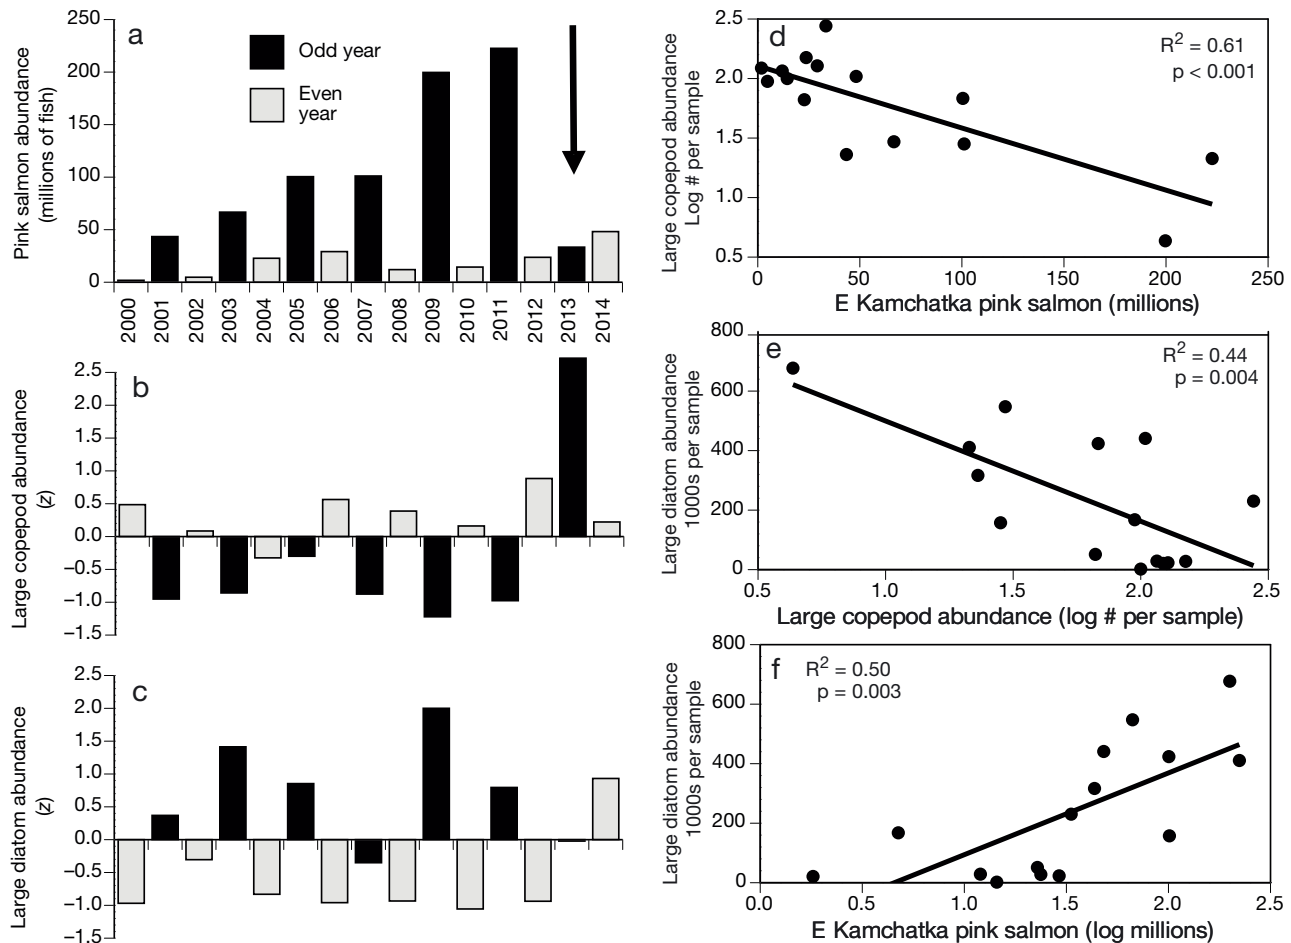 a
Odd year
Even
year
Pink salmon abundance
(millions of fish)
250
200
150
100
50
0
2000
2001
2002
2003
2004
2005
2006
2007
2008
2009
2010
2011
2012
2013
2014
b
Large copepod abundance
(z)
2.5
2.0
1.5
1.0
0.5
0.0
−0.5
−1.0
−1.5
c
Large diatom abundance
(z)
2.5
2.0
1.5
1.0
0.5
0.0
−0.5
−1.0
−1.5
d
R2 = 0.61
p < 0.001
Large copepod abundance
Log # per sample
2.5
2.0
1.5
1.0
0.5
0 50 100 150 200 250
E Kamchatka pink salmon (millions)
e
R2 = 0.44
p = 0.004
Large diatom abundance
1000s per sample
800
600
400
200
0
0.5 1.0 1.5 2.0 2.5
Large copepod abundance (log # per sample)
f
R2 = 0.50
p = 0.003
Large diatom abundance
1000s per sample
800
600
400
200
0
0.0 0.5 1.0 1.5 2.0 2.5
E Kamchatka pink salmon (log millions)